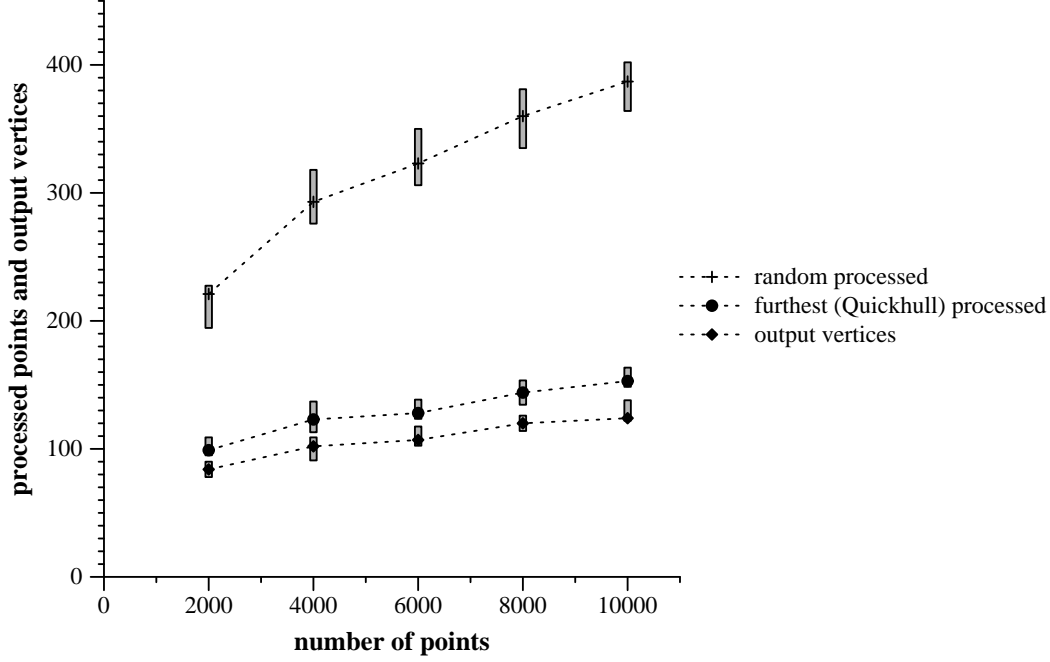 processed points and output vertices
400
300
200
100
0
0
2000
4000
6000
8000
10000
number of points
random processed
furthest (Quickhull) processed
output vertices